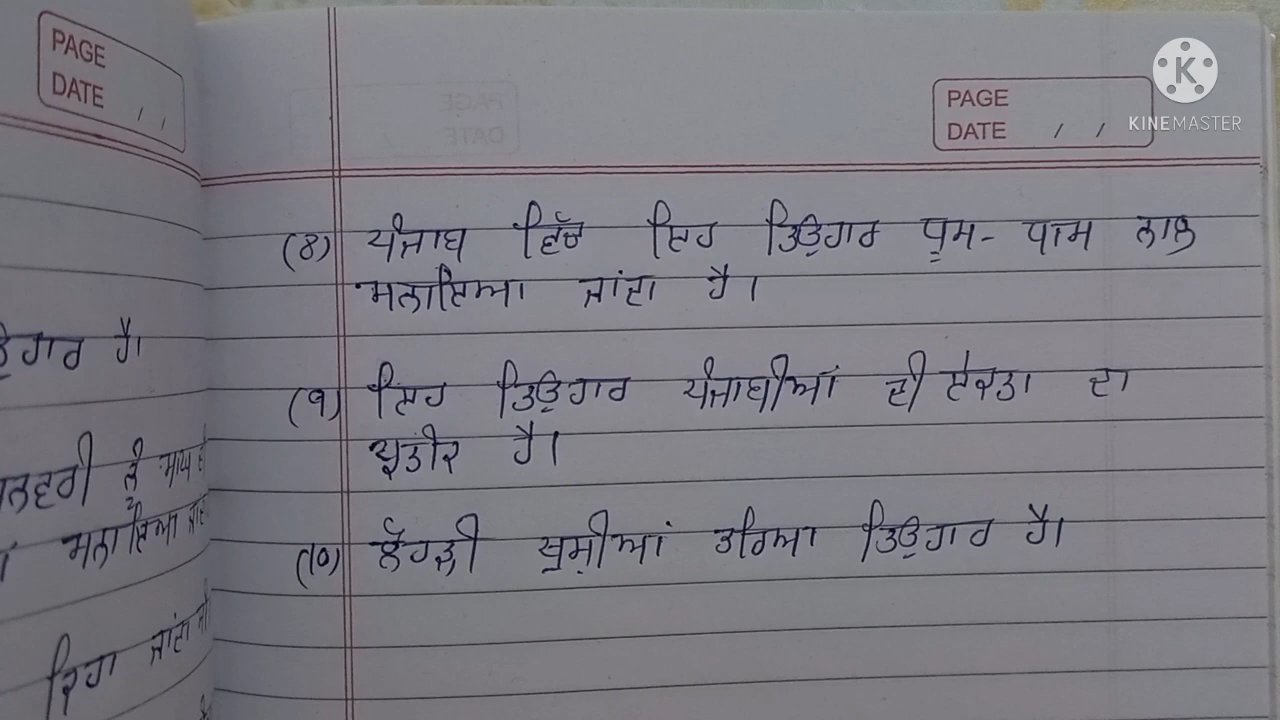 PAGE
DATE / /
ਹਾਰ ਹੈ।
ਨੂੰ
ਮਨਾਇਆ
ਕਿਹਾ ਜਾਂਦਾ
PAGE
DATE / /
KINEMASTER
(8) ਪੰਜਾਬ ਵਿੱਚ ਇਹ ਤਿਉਹਾਰ ਧੂਮ- ਧਾਮ ਨਾਲ
ਮਨਾਇਆ ਜਾਂਦਾ ਹੈ।
(9) ਇਹ ਤਿਉਹਾਰ ਪੰਜਾਬੀਆਂ ਦੀ ਏਕਤਾ ਦਾ
ਪ੍ਰਤੀਕ ਹੈ।
(10) ਲੋਹੜੀ ਖੁਸ਼ੀਆਂ ਭਰਿਆ ਤਿਉਹਾਰ ਹੈ।